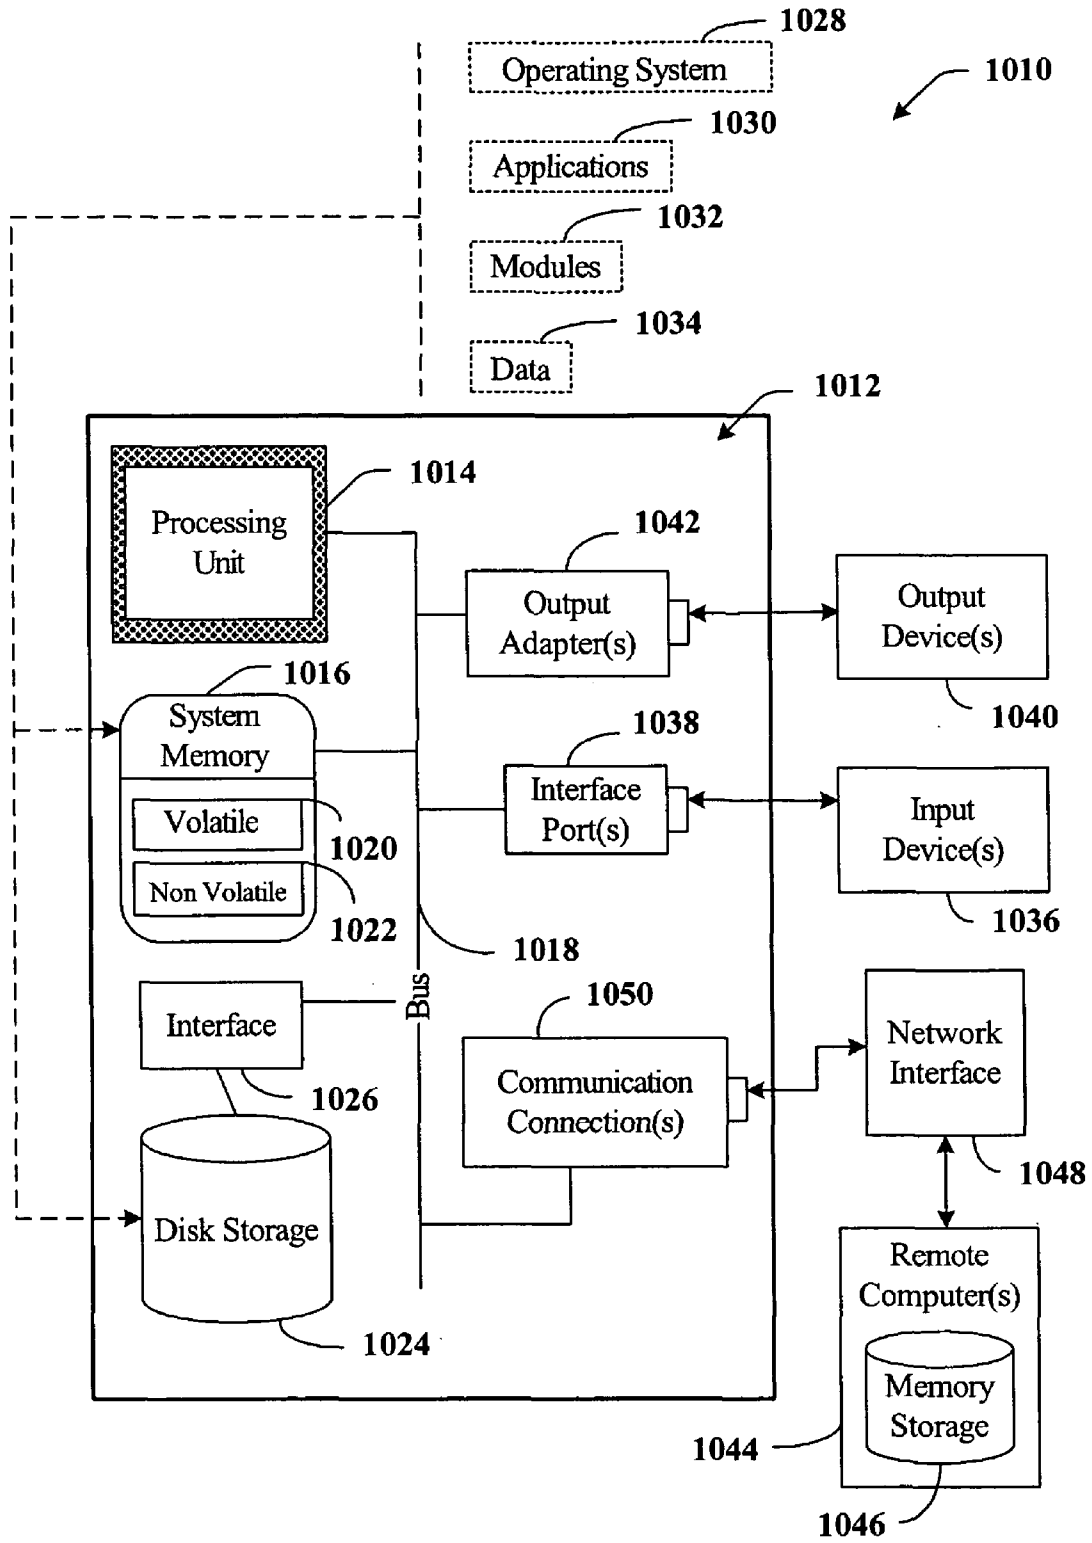 1028
Operating System
1010
1030
Applications
1032
Modules
1034
Data
1012
1014
Processing
Unit
1042
Output
Adapter(s)
Output
Device(s)
1040
1016
System
Memory
1038
Interface
Port(s)
Input
Device(s)
1036
Volatile
1020
Non Volatile
1022
1018
Bus
1050
Interface
1026
Communication
Connection(s)
Network
Interface
1048
Disk Storage
1024
Remote
Computer(s)
Memory
Storage
1044
1046